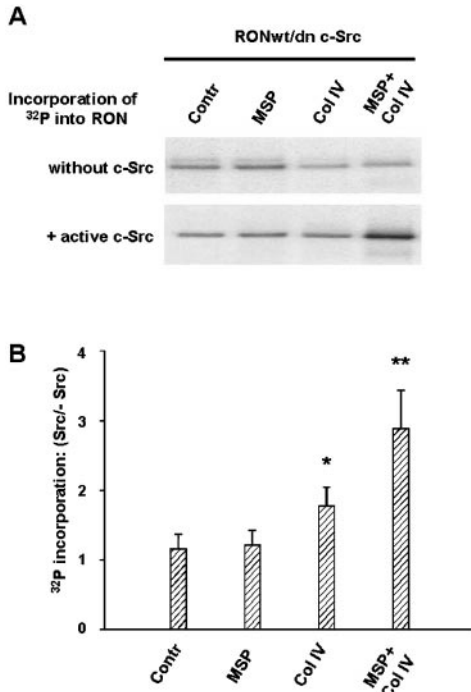 A
RONwt/dn c-Src
Incorporation of
³²P into RON
Contr
MSP
Col IV
MSP+
Col IV
without c-Src
+ active c-Src
B
³²P incorporation: (Src/- Src)
4
3
2
1
0
*
**
Contr
MSP
Col IV
MSP+
Col IV